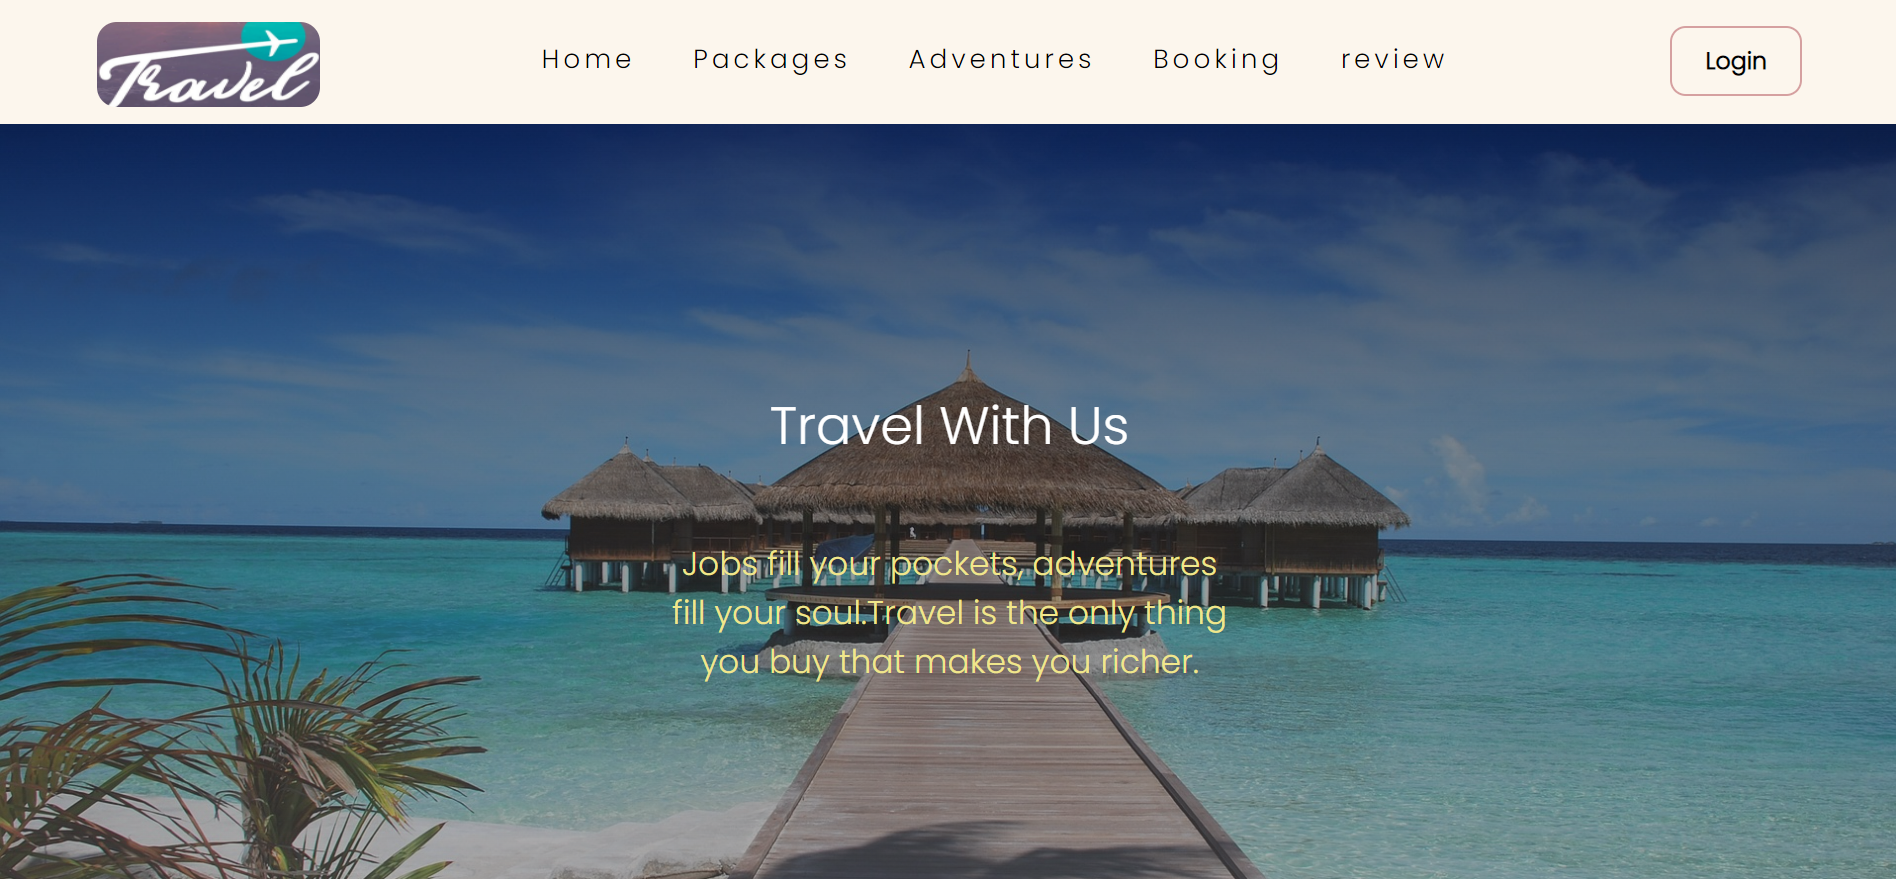 Travel
Home Packages Adventures Booking review
Login
Travel With Us
Jobs fill your pockets, adventures
fill your soul.Travel is the only thing
you buy that makes you richer.